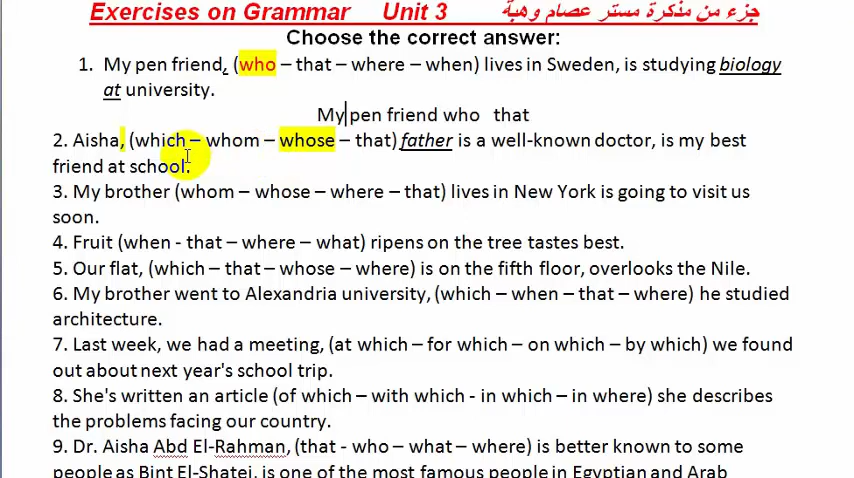 Exercises on Grammar Unit 3 جزء من مذكرة مستر عصام وهبة
Choose the correct answer:
1. My pen friend, (who – that – where – when) lives in Sweden, is studying biology
at university.
My pen friend who that
2. Aisha, (which – whom – whose – that) father is a well-known doctor, is my best
friend at school.
3. My brother (whom – whose – where – that) lives in New York is going to visit us
soon.
4. Fruit (when - that – where – what) ripens on the tree tastes best.
5. Our flat, (which – that – whose – where) is on the fifth floor, overlooks the Nile.
6. My brother went to Alexandria university, (which – when – that – where) he studied
architecture.
7. Last week, we had a meeting, (at which – for which – on which – by which) we found
out about next year's school trip.
8. She's written an article (of which – with which - in which – in where) she describes
the problems facing our country.
9. Dr. Aisha Abd El-Rahman, (that - who – what – where) is better known to some
people as Bint El-Shatei, is one of the most famous people in Egyptian and Arab